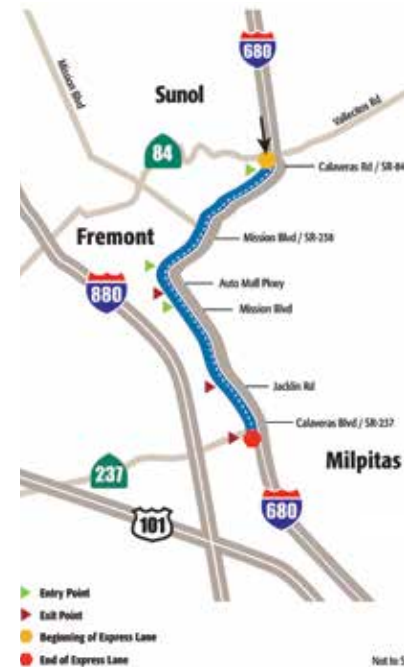 680
Mission Blvd
Sunol
Vallecitos Rd
84
Calaveras Rd / SR-84
Fremont
Mission Blvd / SR-238
880
Auto Mall Pkwy
Mission Blvd
Jacklin Rd
Calaveras Blvd / SR-237
237
Milpitas
101
680
Entry Point
Exit Point
Beginning of Express Lane
End of Express Lane
Not to S